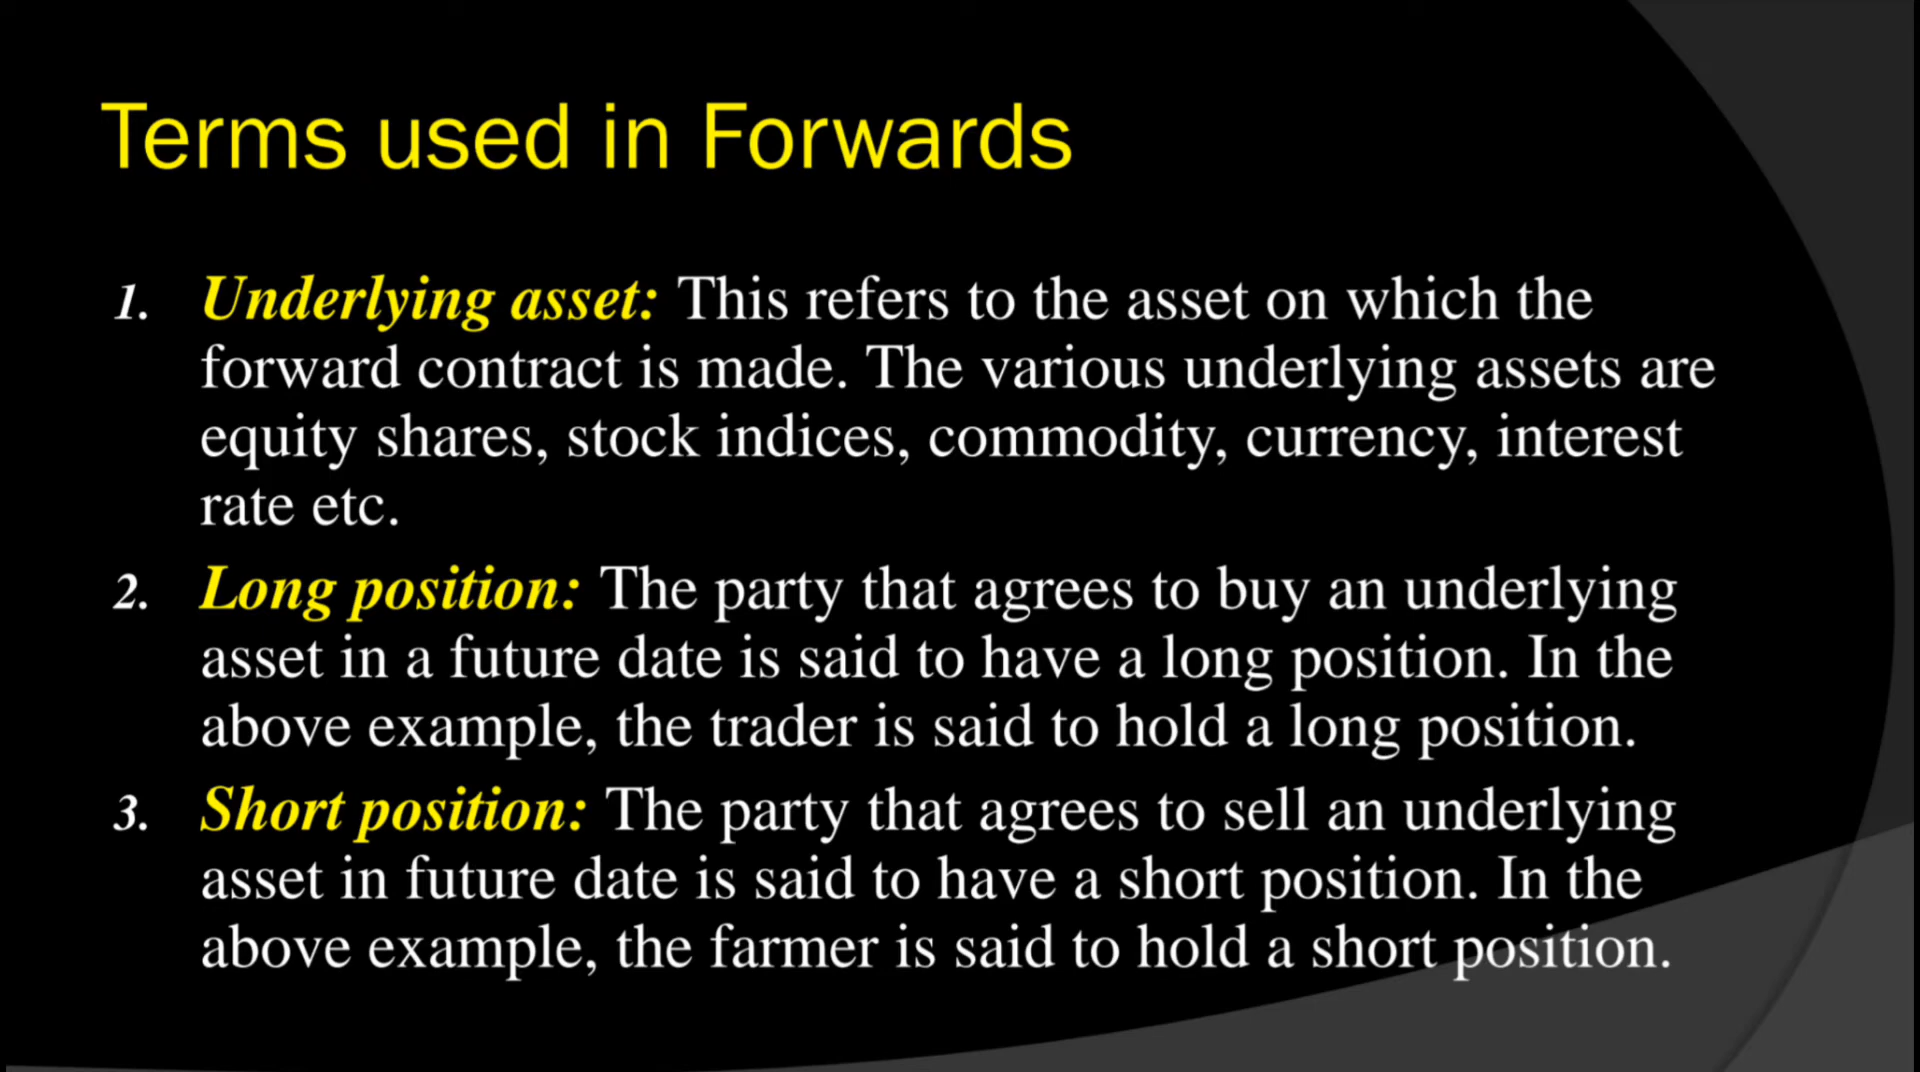 Terms used in Forwards
1. Underlying asset: This refers to the asset on which the
forward contract is made. The various underlying assets are
equity shares, stock indices, commodity, currency, interest
rate etc.
2. Long position: The party that agrees to buy an underlying
asset in a future date is said to have a long position. In the
above example, the trader is said to hold a long position.
3. Short position: The party that agrees to sell an underlying
asset in future date is said to have a short position. In the
above example, the farmer is said to hold a short position.